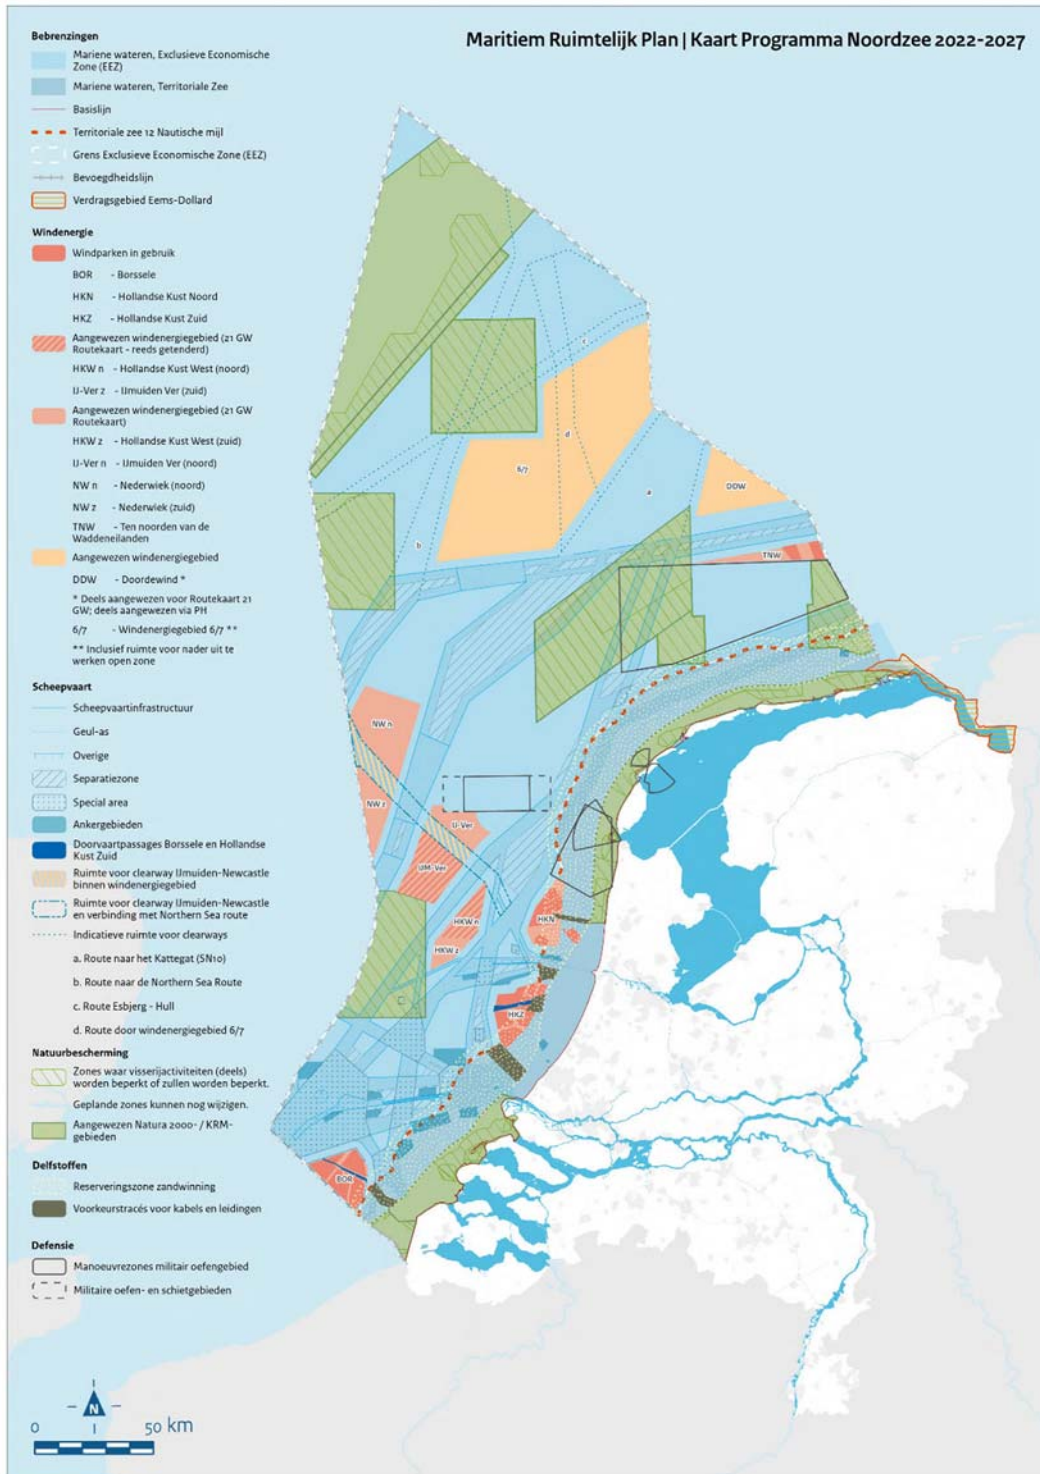 Maritiem Ruimtelijk Plan | Kaart Programma Noordzee 2022-2027
Bebrenzingen
Mariene wateren, Exclusieve Economische
Zone (EEZ)
Mariene wateren, Territoriale Zee
Basislijn
Territoriale zee 12 Nautische mijl
Grens Exclusieve Economische Zone (EEZ)
Bevoegdheidslijn
Verdragsgebied Eems-Dollard
Windenergie
Windparken in gebruik
BOR - Borssele
HKN - Hollandse Kust Noord
HKZ - Hollandse Kust Zuid
Aangewezen windenergiegebied (21 GW
Routekaart - reeds getenderd)
HKW n - Hollandse Kust West (noord)
IJ-Ver z - IJmuiden Ver (zuid)
Aangewezen windenergiegebied (21 GW
Routekaart)
HKW z - Hollandse Kust West (zuid)
IJ-Ver n - IJmuiden Ver (noord)
NW n - Nederwiek (noord)
NW z - Nederwiek (zuid)
TNW - Ten noorden van de
Waddeneilanden
Aangewezen windenergiegebied
DDW - Doordewind *
* Deels aangewezen voor Routekaart 21
GW; deels aangewezen via PH
6/7 - Windenergiegebied 6/7 **
** Inclusief ruimte voor nader uit te
werken open zone
Scheepvaart
Scheepvaartinfrastructuur
Geul-as
Overige
Separatiezone
Special area
Ankergebieden
Doorvaartpassages Borssele en Hollandse
Kust Zuid
Ruimte voor clearway IJmuiden-Newcastle
binnen windenergiegebied
Ruimte voor clearway IJmuiden-Newcastle
en verbinding met Northern Sea route
Indicatieve ruimte voor clearways
a. Route naar het Kattegat (SN10)
b. Route naar de Northern Sea Route
c. Route Esbjerg - Hull
d. Route door windenergiegebied 6/7
Natuurbescherming
Zones waar visserijactiviteiten (deels)
worden beperkt of zullen worden beperkt.
Geplande zones kunnen nog wijzigen.
Aangewezen Natura 2000- / KRM-
gebieden
Delfstoffen
Reserveringszone zandwinning
Voorkeurstracés voor kabels en leidingen
Defensie
Manoeuvrezones militair oefengebied
Militaire oefen- en schietgebieden
N
0 50 km
c
d
6/7
a
DDW
b
TNW
NW n
NW z
IJ-Ver
IJM-Ver
HKW n
HKN
HKW z
HKZ
BOR